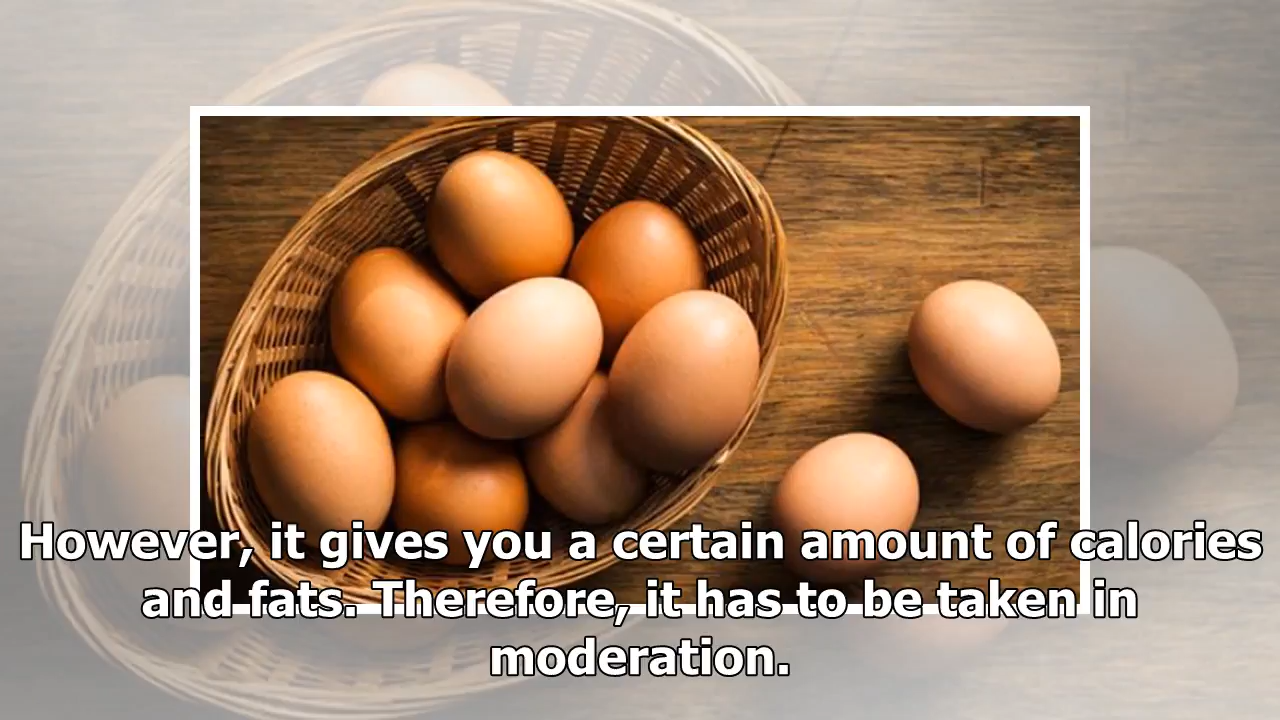 However, it gives you a certain amount of calories
and fats. Therefore, it has to be taken in
moderation.